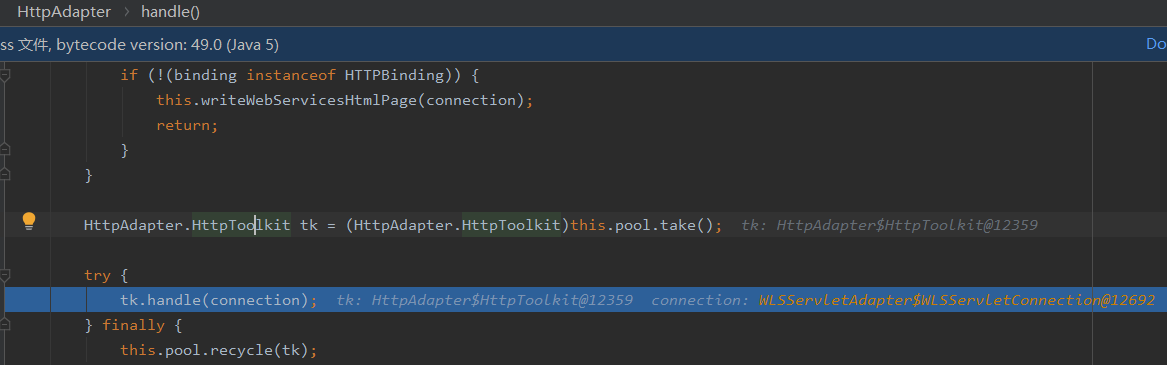 HttpAdapter › handle()
ss 文件, bytecode version: 49.0 (Java 5) Do
if (!(binding instanceof HTTPBinding)) {
this.writeWebServicesHtmlPage(connection);
return;
}
}
HttpAdapter.HttpToolkit tk = (HttpAdapter.HttpToolkit)this.pool.take(); tk: HttpAdapter$HttpToolkit@12359
try {
tk.handle(connection); tk: HttpAdapter$HttpToolkit@12359 connection: WLSServletAdapter$WLSServletConnection@12692
} finally {
this.pool.recycle(tk);